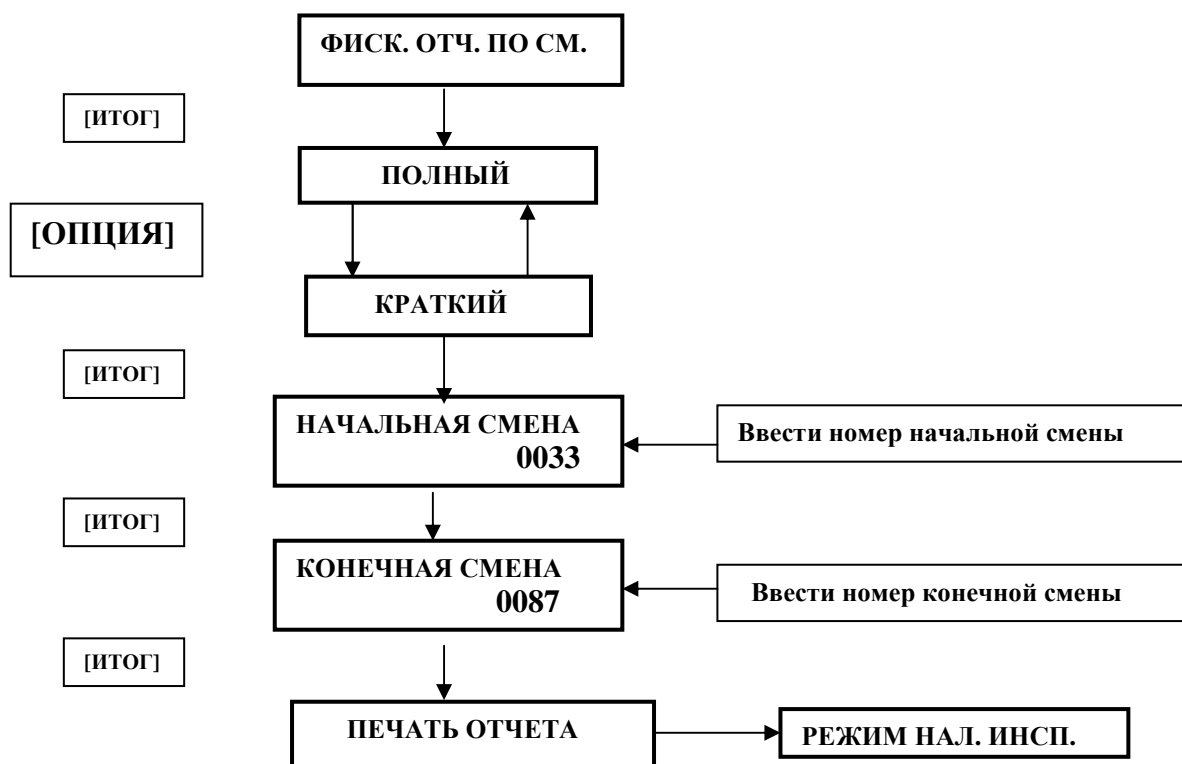 ФИСК. ОТЧ. ПО СМ.
[ИТОГ]
ПОЛНЫЙ
[ОПЦИЯ]
КРАТКИЙ
[ИТОГ]
НАЧАЛЬНАЯ СМЕНА
0033
Ввести номер начальной смены
[ИТОГ]
КОНЕЧНАЯ СМЕНА
0087
Ввести номер конечной смены
[ИТОГ]
ПЕЧАТЬ ОТЧЕТА
РЕЖИМ НАЛ. ИНСП.